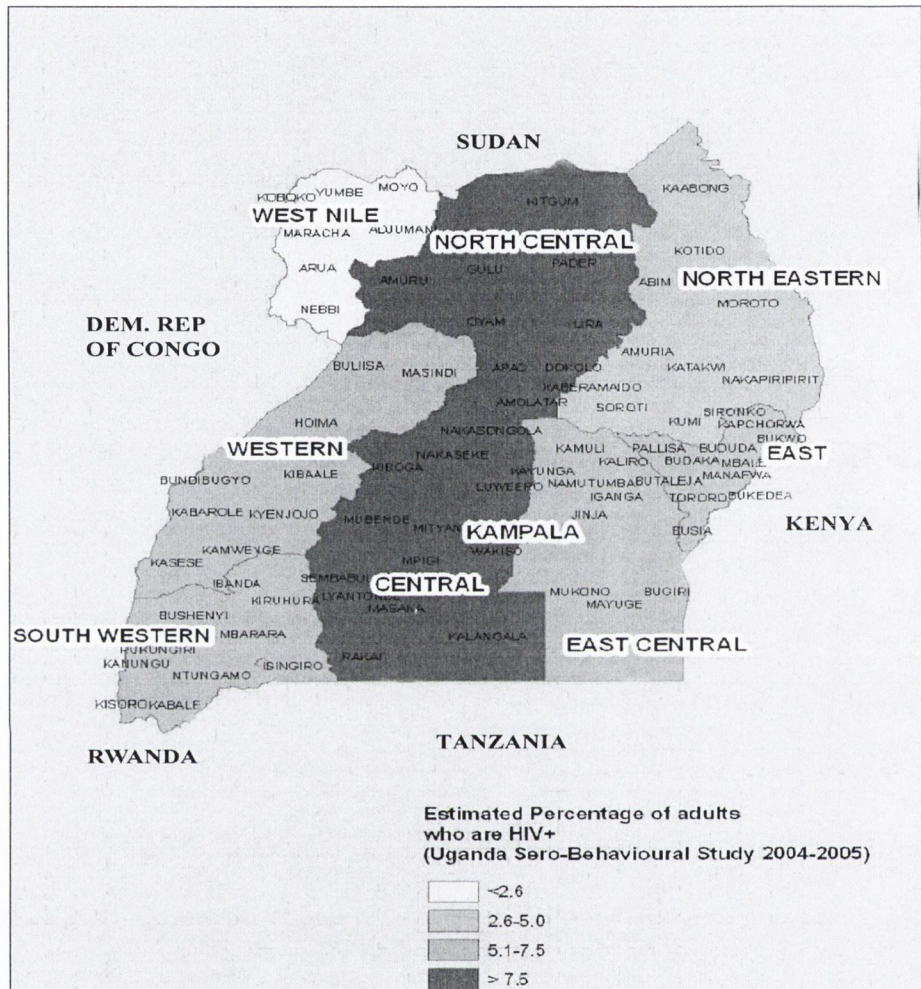 SUDAN
KAABONG
MOYO
YUMBE
KOBOKO
KITGUM
WEST NILE
ADJUMANI
MARACHA
NORTH CENTRAL
KOTIDO
PADER
GULU
ARUA
AMURU
ABIM
NORTH EASTERN
MOROTO
NEBBI
OYAM
LIRA
DEM. REP
OF CONGO
AMURIA
BULIISA
MASINDI
APAC
DOKOLO
KATAKWI
NAKAPIRIPIRIT
KABERAMAIDO
AMOLATAR
SOROTI
SIRONKO
KUMI
KAPCHORWA
HOIMA
NAKASONGOLA
BUKWO
WESTERN
KAMULI
PALLISA
BUDUDA
EAST
NAKASEKE
KALIRO
BUDAKA
MBALE
KIBAALE
KIBOGA
KAYUNGA
MANAFWA
BUNDIBUGYO
LUWEERO
NAMUTUMBA
BUTALEJA
IGANGA
TORORO
BUKEDEA
KABAROLE
KYENJOJO
MUBENDE
MITYAN
JINJA
KENYA
KAMPALA
BUSIA
WAKISO
KAMWENGE
KASESE
MPIGI
IBANDA
SEMBABUL
CENTRAL
MUKONO
BUGIRI
KIRUHURA
LYANTONDE
MAYUGE
BUSHENYI
MASAKA
SOUTH WESTERN
MBARARA
KALANGALA
EAST CENTRAL
RUKUNGIRI
KANUNGU
RAKAI
ISINGIRO
NTUNGAMO
KISORO
KABALE
RWANDA
TANZANIA
Estimated Percentage of adults
who are HIV+
(Uganda Sero-Behavioural Study 2004-2005)
<2.6
2.6-5.0
5.1-7.5
> 7.5